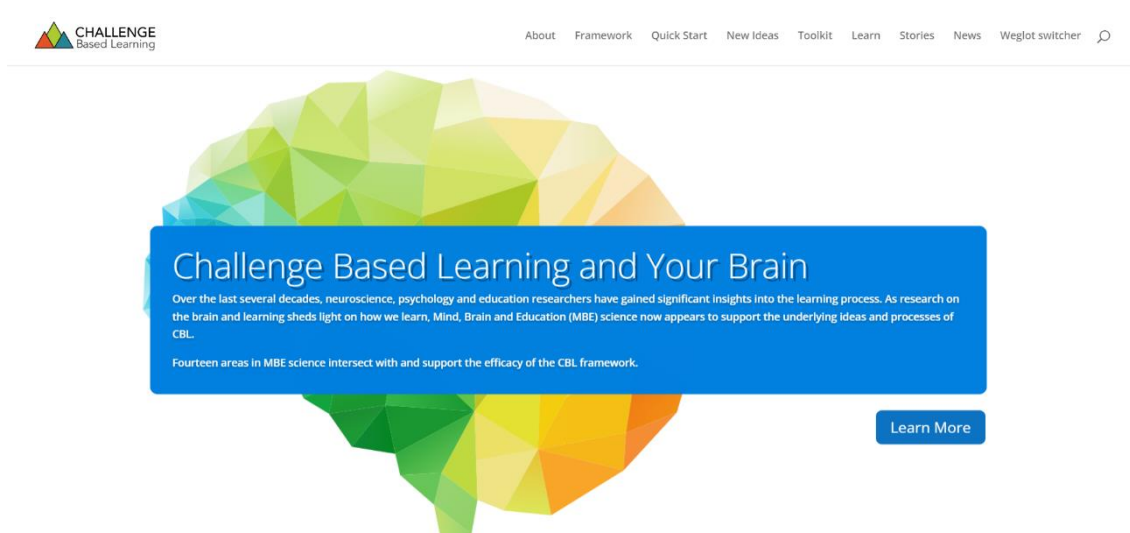 CHALLENGE
Based Learning
About Framework Quick Start New Ideas Toolkit Learn Stories News Weglot switcher
Challenge Based Learning and Your Brain
Over the last several decades, neuroscience, psychology and education researchers have gained significant insights into the learning process. As research on
the brain and learning sheds light on how we learn, Mind, Brain and Education (MBE) science now appears to support the underlying ideas and processes of
CBL.
Fourteen areas in MBE science intersect with and support the efficacy of the CBL framework.
Learn More